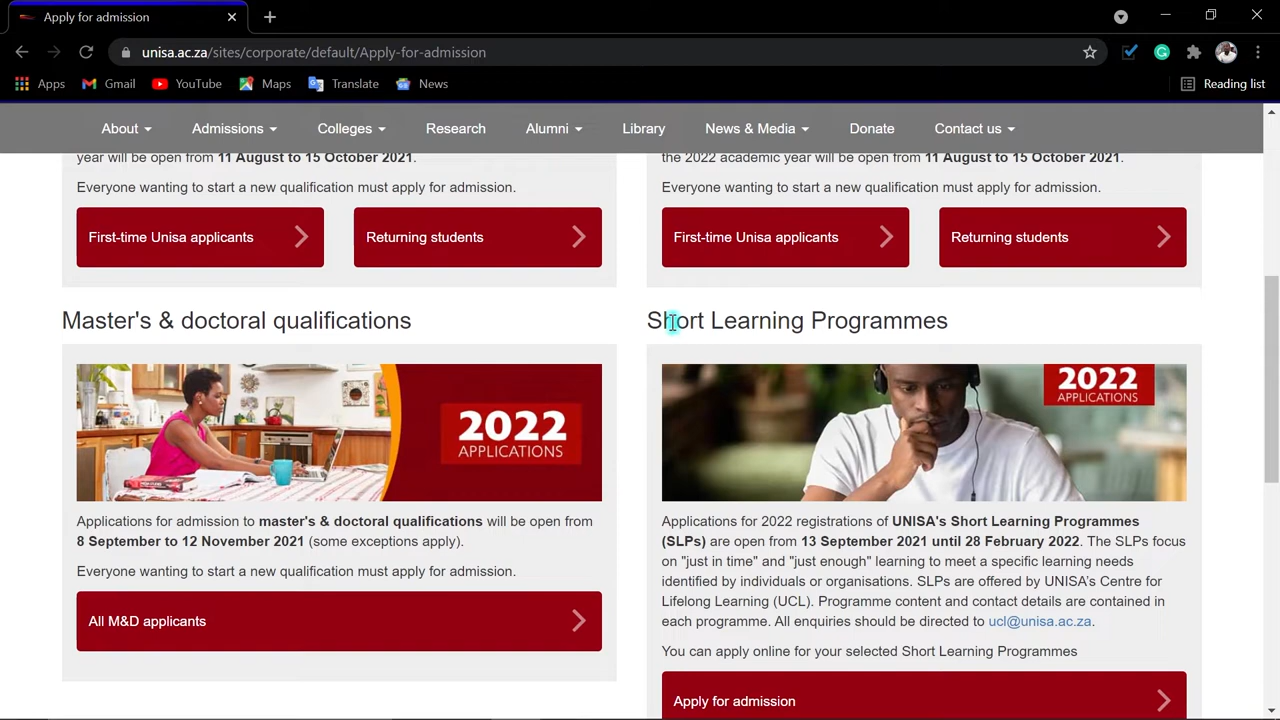 Apply for admission
unisa.ac.za/sites/corporate/default/Apply-for-admission
Apps
Gmail
YouTube
Maps
Translate
News
Reading list
About
Admissions
Colleges
Research
Alumni
Library
News & Media
Donate
Contact us
year will be open from 11 August to 15 October 2021.
Everyone wanting to start a new qualification must apply for admission.
First-time Unisa applicants
Returning students
the 2022 academic year will be open from 11 August to 15 October 2021.
Everyone wanting to start a new qualification must apply for admission.
First-time Unisa applicants
Returning students
Master's & doctoral qualifications
2022
APPLICATIONS
Applications for admission to master's & doctoral qualifications will be open from
8 September to 12 November 2021 (some exceptions apply).
Everyone wanting to start a new qualification must apply for admission.
All M&D applicants
Short Learning Programmes
2022
APPLICATIONS
Applications for 2022 registrations of UNISA's Short Learning Programmes
(SLPs) are open from 13 September 2021 until 28 February 2022. The SLPs focus
on "just in time" and "just enough" learning to meet a specific learning needs
identified by individuals or organisations. SLPs are offered by UNISA's Centre for
Lifelong Learning (UCL). Programme content and contact details are contained in
each programme. All enquiries should be directed to ucl@unisa.ac.za.
You can apply online for your selected Short Learning Programmes
Apply for admission